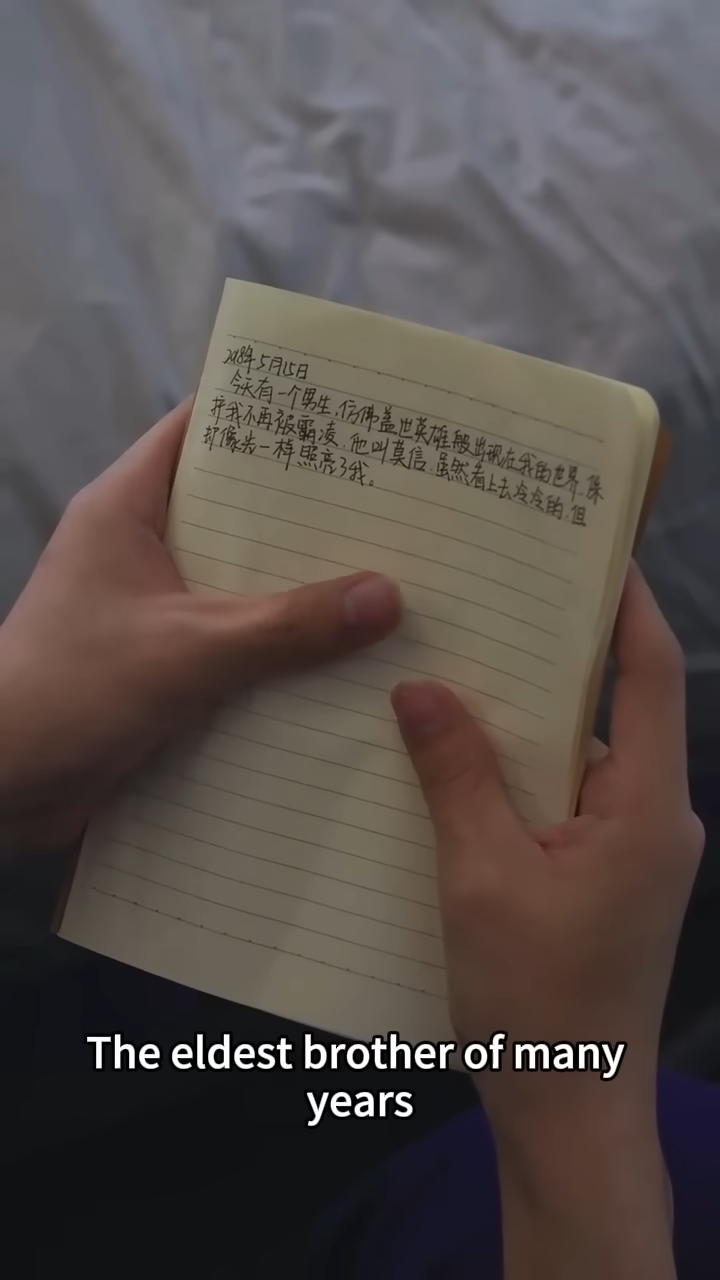 2018年5月15日
今天有一个男生,仿佛盖世英雄般出现在我的世界.保
护我不再被霸凌.他叫莫信.虽然看上去冷冷的.但
却像光一样照亮了我。
The eldest brother of many
years